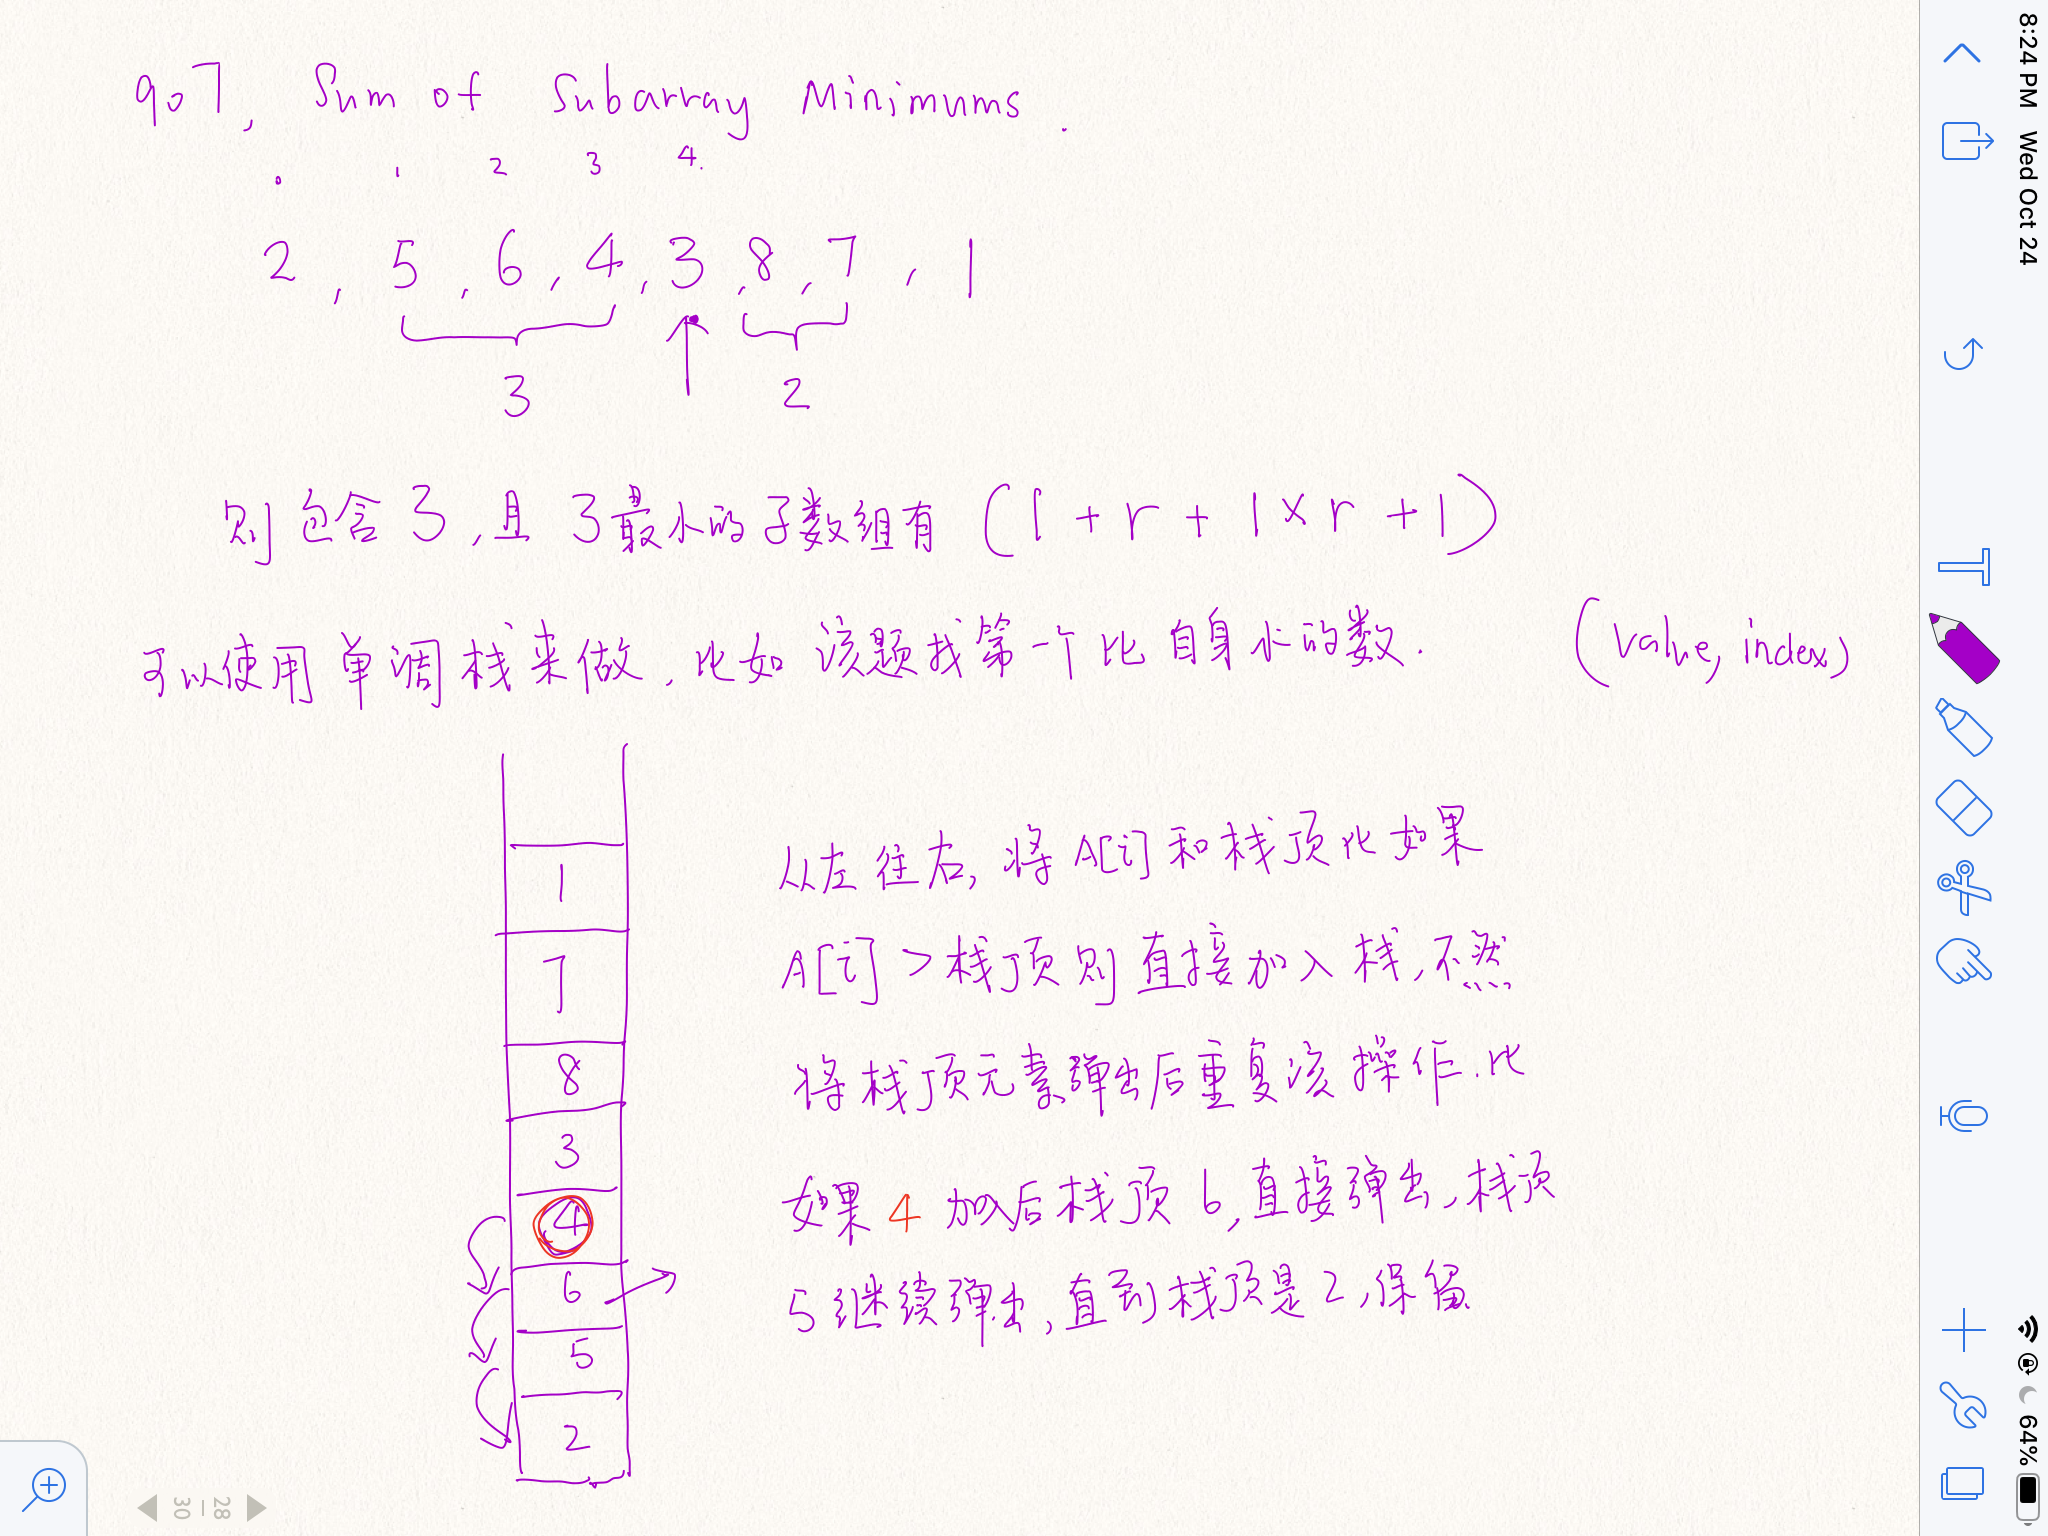 907, Sum of Subarray Minimums.
0 1 2 3 4.
2, 5, 6, 4, 3, 8, 7, 1
3 2
则包含3,且3最小的子数组有 (l + r + l × r + 1)
可以使用单调栈来做,比如该题找第一个比自身小的数. (value, index)
1
7
8
3
4
6
5
2
从左往右,将A[i]和栈顶比如果
A[i] > 栈顶则直接加入栈,不然
将栈顶元素弹出后重复该操作.比
如果4加入后栈顶6,直接弹出,栈顶
5继续弹出,直到栈顶是2,保留
8:24 PM Wed Oct 24
64%
28 – 30